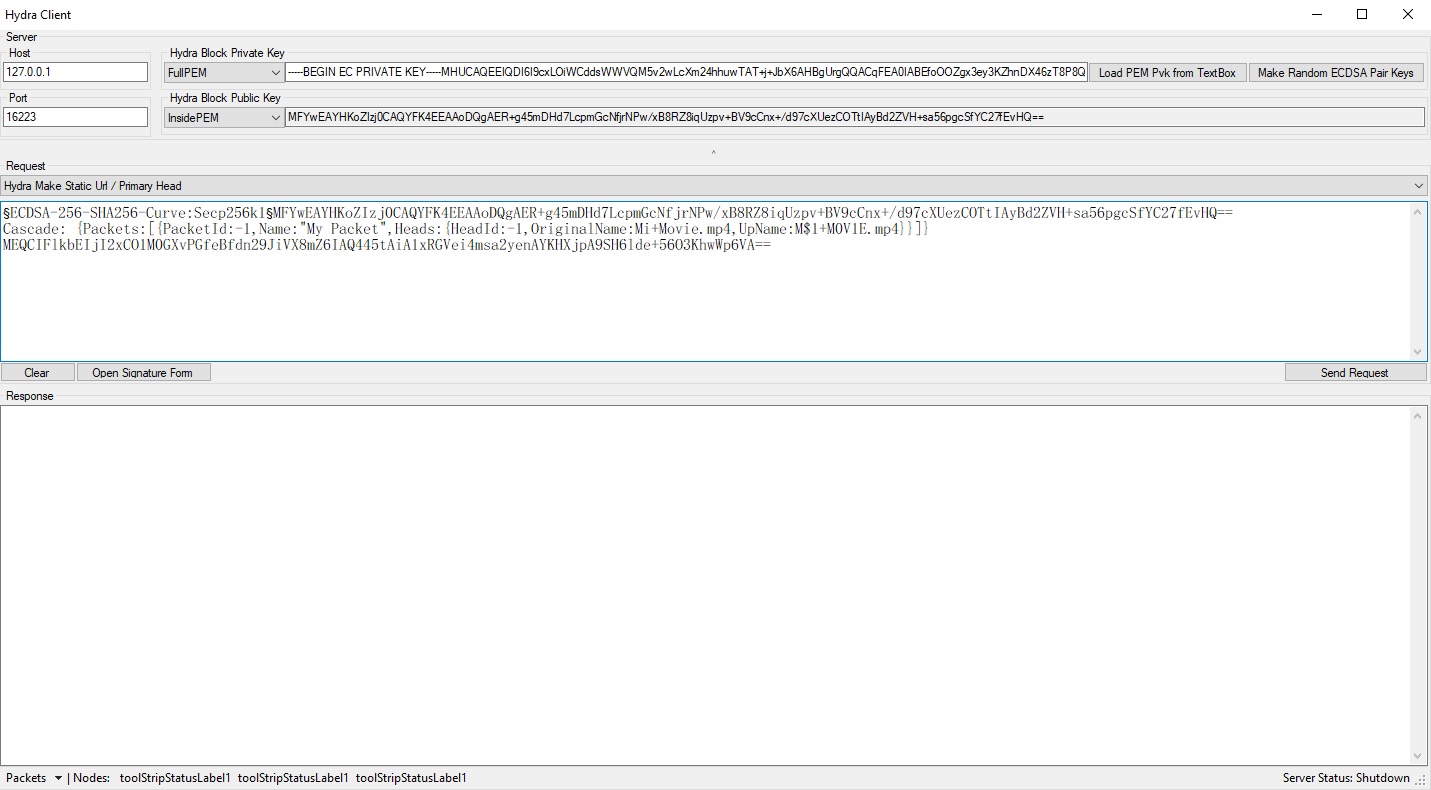 Hydra Client
Server
Host
Hydra Block Private Key
127.0.0.1
FullPEM
-----BEGIN EC PRIVATE KEY-----MHUCAQEEIQDI6I9cxLOiWCddsWWVQM5v2wLcXm24hhuwTAT+j+JbX6AHBgUrgQQACqFEA0IABEfoOOZgx3ey3KZhnDX46zT8P8Q
Load PEM Pvk from TextBox
Make Random ECDSA Pair Keys
Port
Hydra Block Public Key
16223
InsidePEM
MFYwEAYHKoZIzj0CAQYFK4EEAAoDQgAER+g45mDHd7LcpmGcNfjrNPw/xB8RZ8iqUzpv+BV9cCnx+/d97cXUezCOTtIAyBd2ZVH+sa56pgcSfYC27fEvHQ==
^
Request
Hydra Make Static Url / Primary Head
§ECDSA-256-SHA256-Curve:Secp256k1§MFYwEAYHKoZIzj0CAQYFK4EEAAoDQgAER+g45mDHd7LcpmGcNfjrNPw/xB8RZ8iqUzpv+BV9cCnx+/d97cXUezCOTtIAyBd2ZVH+sa56pgcSfYC27fEvHQ==
Cascade: {Packets:[{PacketId:-1,Name:"My Packet",Heads:{HeadId:-1,OriginalName:Mi+Movie.mp4,UpName:M$1+MOV1E.mp4}}]}
MEQCIFlkbEIjI2xCO1MOGXvPGfeBfdn29JiVX8mZ6IAQ445tAiAlxRGVei4msa2yenAYKHXjpA9SH6lde+56O3KhwWp6VA==
Clear
Open Signature Form
Send Request
Response
Packets | Nodes: toolStripStatusLabel1 toolStripStatusLabel1 toolStripStatusLabel1
Server Status: Shutdown